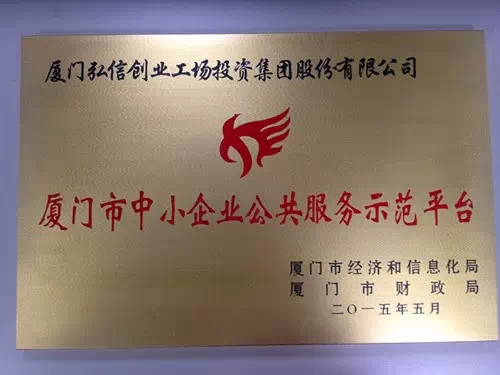 厦门弘信创业工场投资集团股份有限公司
厦门市中小企业公共服务示范平台
厦门市经济和信息化局
厦门市财政局
二〇一五年五月